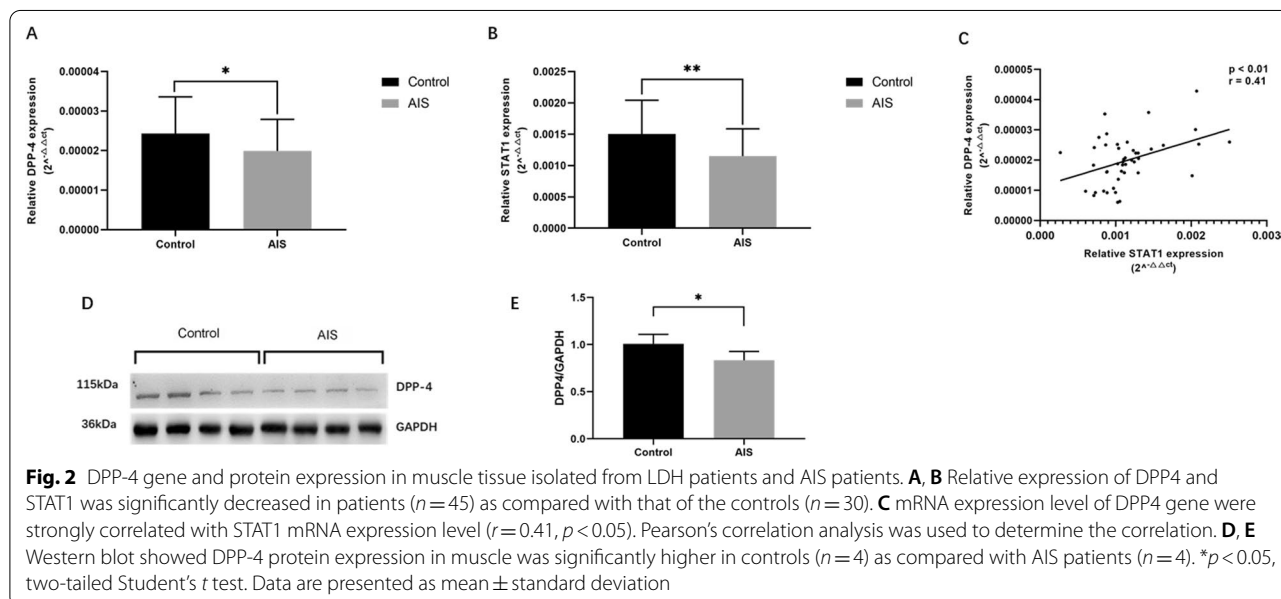 A
Relative DPP-4 expression
(2^-△△ct)
0.00004
0.00003
0.00002
0.00001
0.00000
*
Control
AIS
Control
AIS
B
Relative STAT1 expression
(2^-△△ct)
0.0025
0.0020
0.0015
0.0010
0.0005
0.0000
**
Control
AIS
Control
AIS
C
p < 0.01
r = 0.41
Relative DPP-4 expression
(2^-△△ct)
0.00005
0.00004
0.00003
0.00002
0.00001
0.00000
0.000
0.001
0.002
0.003
Relative STAT1 expression
(2^-△△ct)
D
Control
AIS
115kDa
DPP-4
36kDa
GAPDH
E
DPP4/GAPDH
1.5
1.0
0.5
0.0
*
Control
AIS
Fig. 2 DPP-4 gene and protein expression in muscle tissue isolated from LDH patients and AIS patients. A, B Relative expression of DPP4 and
STAT1 was significantly decreased in patients (n = 45) as compared with that of the controls (n = 30). C mRNA expression level of DPP4 gene were
strongly correlated with STAT1 mRNA expression level (r = 0.41, p < 0.05). Pearson's correlation analysis was used to determine the correlation. D, E
Western blot showed DPP-4 protein expression in muscle was significantly higher in controls (n = 4) as compared with AIS patients (n = 4). *p < 0.05,
two-tailed Student's t test. Data are presented as mean ± standard deviation